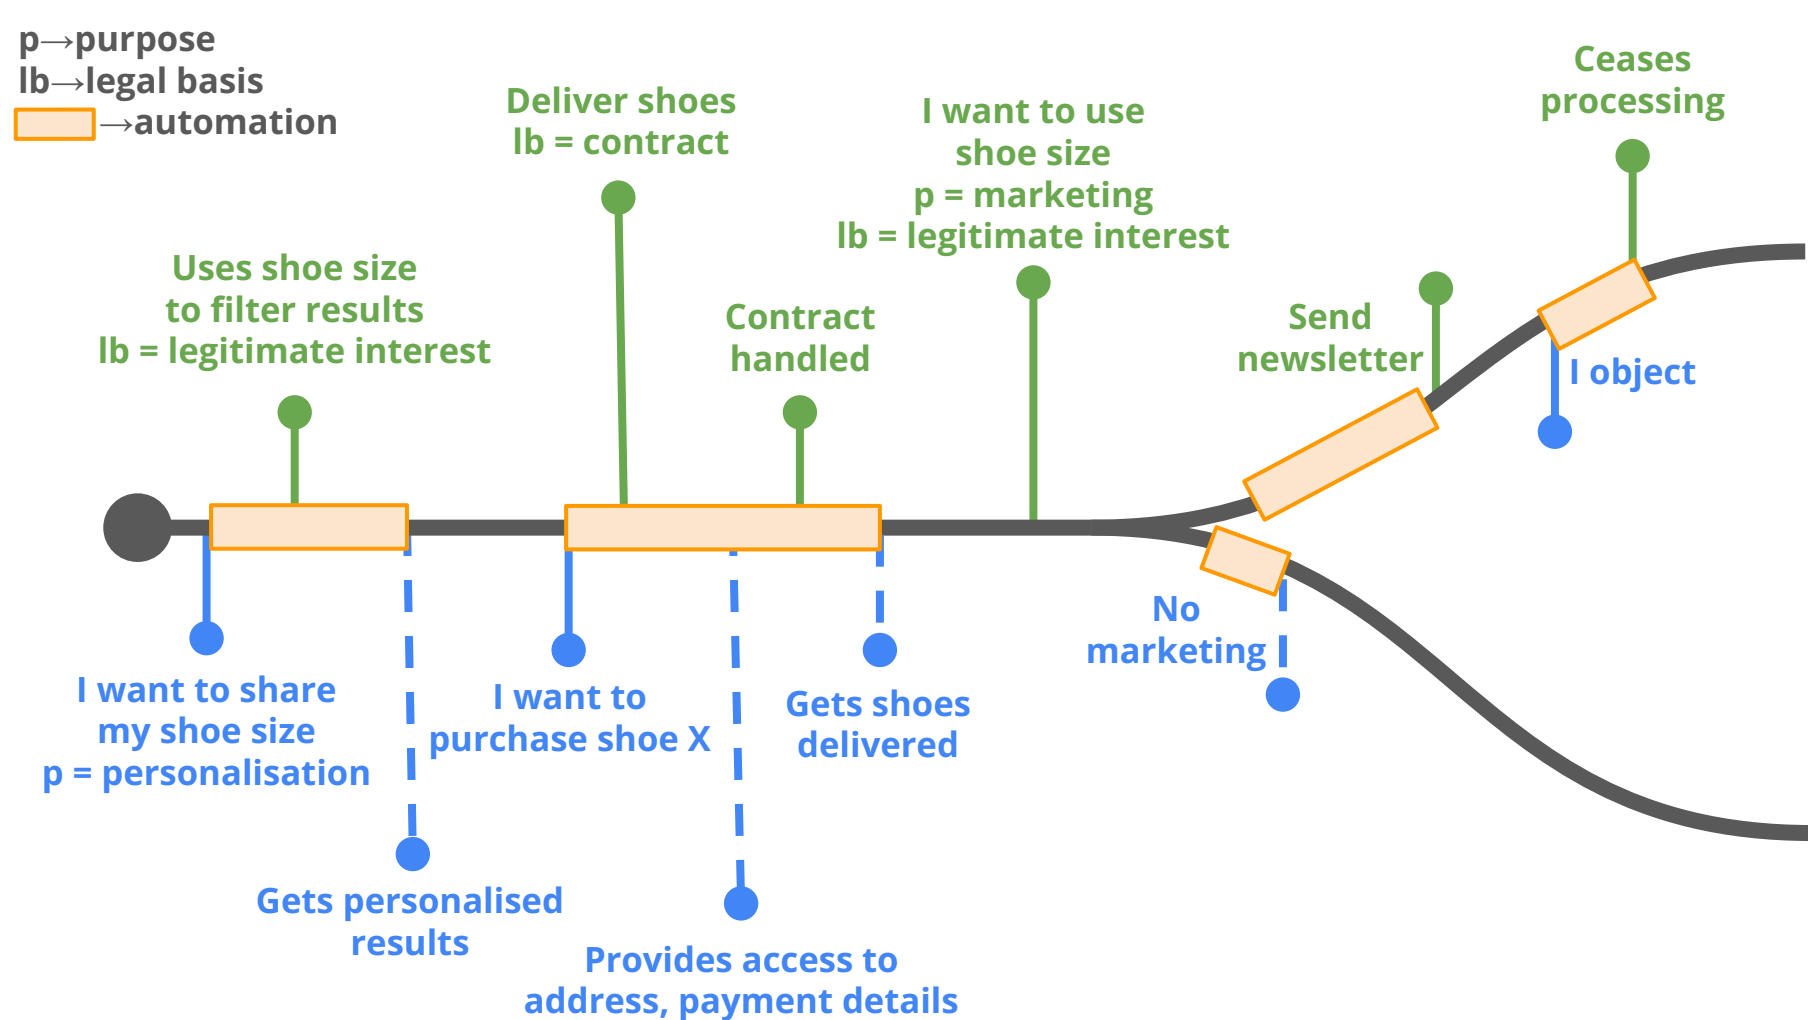 p→purpose
lb→legal basis
→automation
Uses shoe size
to filter results
lb = legitimate interest
Deliver shoes
lb = contract
Contract
handled
I want to use
shoe size
p = marketing
lb = legitimate interest
Send
newsletter
Ceases
processing
I object
I want to share
my shoe size
p = personalisation
Gets personalised
results
I want to
purchase shoe X
Provides access to
address, payment details
Gets shoes
delivered
No
marketing